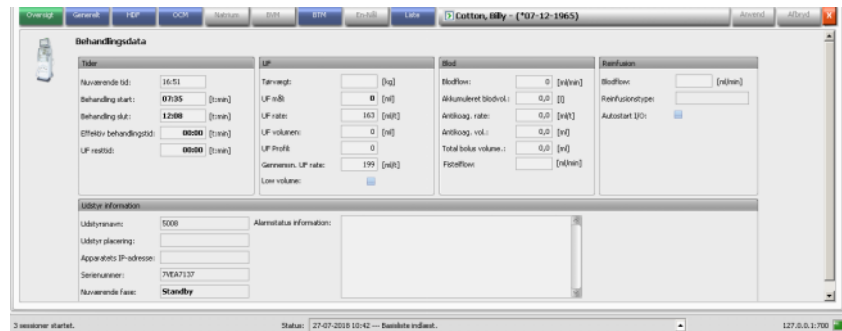 Oversigt Generelt HDF OCM Natrium BVM BTM En-Nål Liste Cotton, Billy - (*07-12-1965) Anvend Afbryd X
Behandlingsdata
Tider
Nuværende tid: 16:51
Behandling start: 07:35 [t:min]
Behandling slut: 12:08 [t:min]
Effektiv behandlingstid: 00:00 [t:min]
UF resttid: 00:00 [t:min]
UF
Tørvægt: [kg]
UF mål: 0 [ml]
UF rate: 163 [ml/t]
UF volumen: 0 [ml]
UF Profil: 0
Gennemsn. UF rate: 199 [ml/t]
Low volume:
Blod
Blodflow: 0 [ml/min]
Akkumuleret blodvol.: 0,0 [l]
Antikoag. rate: 0,0 [ml/t]
Antikoag. vol.: 0,0 [ml]
Total bolus volume.: 0,0 [ml]
Fistelflow: [ml/min]
Reinfusion
Blodflow: [ml/min]
Reinfusionstype:
Autostart I/O:
Udstyr information
Udstyrsnavn: 5008
Udstyr placering:
Apparatets IP-adresse:
Serienummer: 7VEA7137
Nuværende fase: Standby
Alarmstatus information:
3 sessioner startet. Status: 27-07-2018 10:42 --- Basisliste indlæst. 127.0.0.1:700